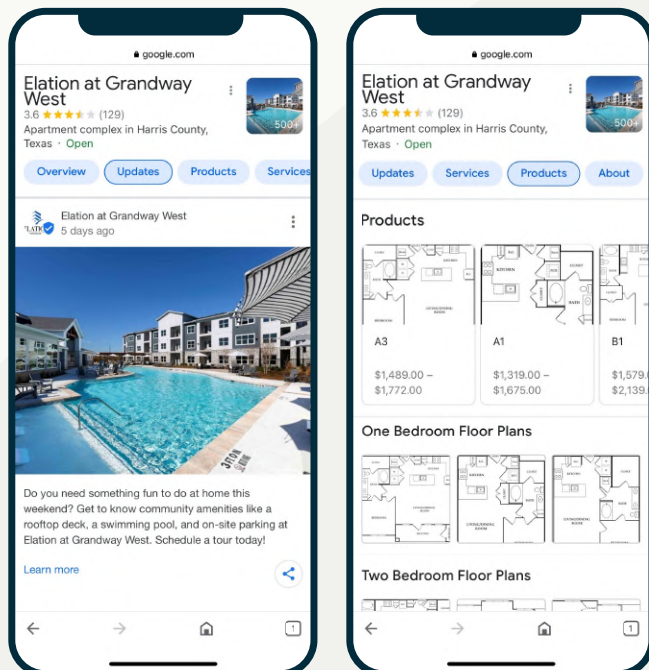 google.com
Elation at Grandway
West
3.6 (129)
Apartment complex in Harris County,
Texas · Open
500+
Overview
Updates
Products
Services
Elation at Grandway West
5 days ago
Do you need something fun to do at home this
weekend? Get to know community amenities like a
rooftop deck, a swimming pool, and on-site parking at
Elation at Grandway West. Schedule a tour today!
Learn more
1
google.com
Elation at Grandway
West
3.6 (129)
Apartment complex in Harris County,
Texas · Open
500+
Updates
Services
Products
About
Products
KITCHEN
BATH
A3
A1
B1
$1,489.00 –
$1,772.00
$1,319.00 –
$1,675.00
$1,579.
$2,139.
One Bedroom Floor Plans
Two Bedroom Floor Plans
1